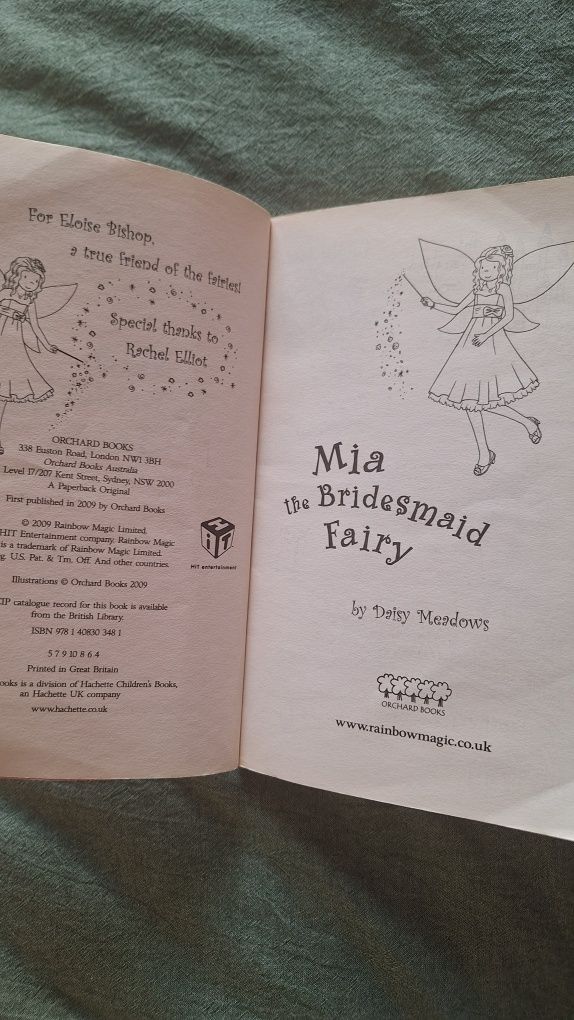 For Eloise Bishop,
a true friend of the fairies!
Special thanks to
Rachel Elliot
ORCHARD BOOKS
338 Euston Road, London NW1 3BH
Orchard Books Australia
Level 17/207 Kent Street, Sydney, NSW 2000
A Paperback Original
First published in 2009 by Orchard Books
© 2009 Rainbow Magic Limited.
HIT Entertainment company. Rainbow Magic
is a trademark of Rainbow Magic Limited.
U.S. Pat. & Tm. Off. And other countries.
HiT
HiT entertainment
Illustrations © Orchard Books 2009
CIP catalogue record for this book is available
from the British Library.
ISBN 978 1 40830 348 1
5 7 9 10 8 6 4
Printed in Great Britain
is a division of Hachette Children's Books,
an Hachette UK company
www.hachette.co.uk
Mia
the Bridesmaid
Fairy
by Daisy Meadows
ORCHARD BOOKS
www.rainbowmagic.co.uk